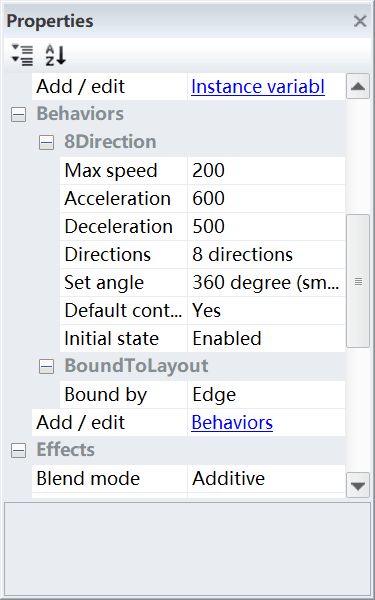 Properties
Add / edit Instance variabl
Behaviors
8Direction
Max speed 200
Acceleration 600
Deceleration 500
Directions 8 directions
Set angle 360 degree (sm...
Default cont... Yes
Initial state Enabled
BoundToLayout
Bound by Edge
Add / edit Behaviors
Effects
Blend mode Additive